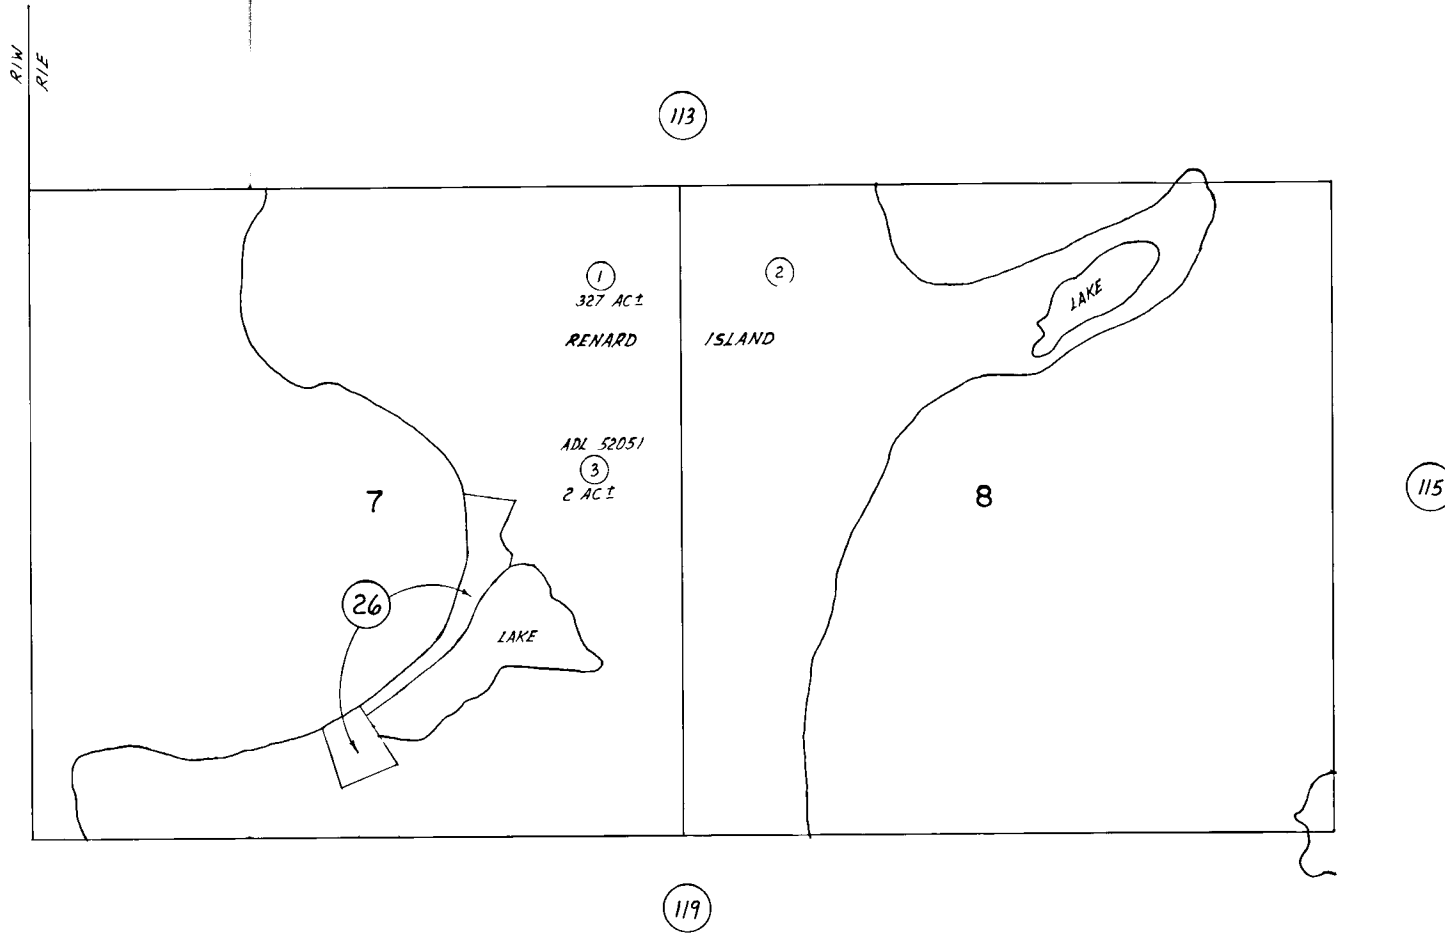 R1W
R1E
113
1
327 AC±
2
LAKE
RENARD ISLAND
ADL 52051
3
2 AC±
7
8
115
26
LAKE
119